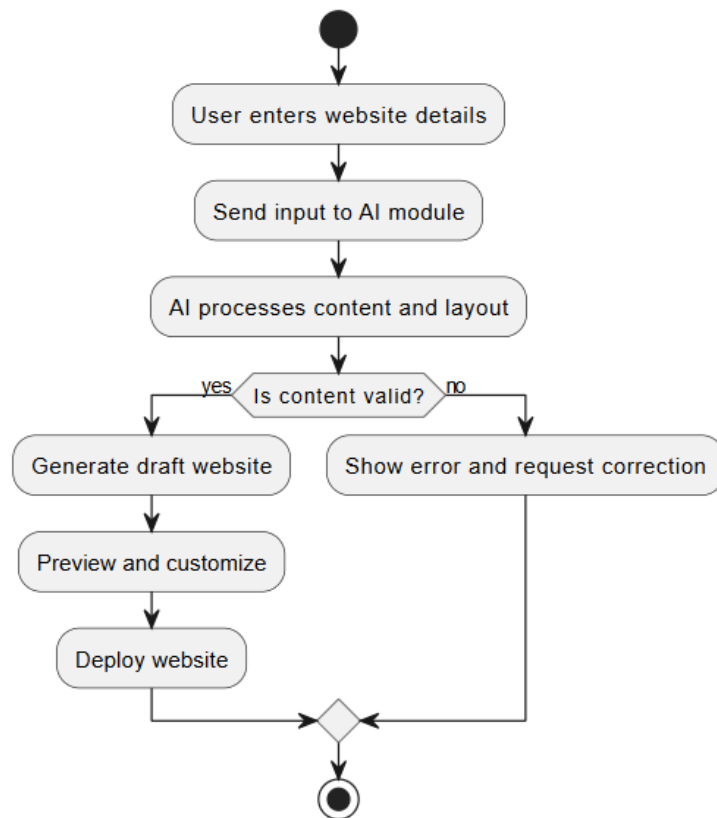 User enters website details
Send input to AI module
AI processes content and layout
yes
Is content valid?
no
Generate draft website
Show error and request correction
Preview and customize
Deploy website